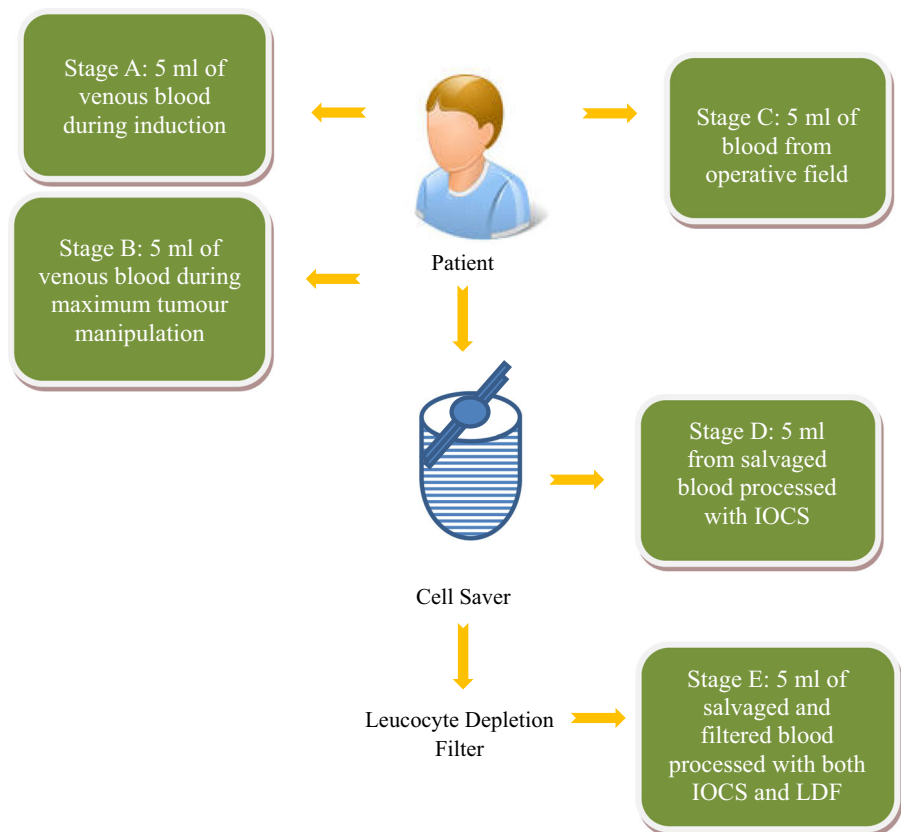 Stage A: 5 ml of
venous blood
during induction
Stage B: 5 ml of
venous blood during
maximum tumour
manipulation
Stage C: 5 ml of
blood from
operative field
Patient
Stage D: 5 ml
from salvaged
blood processed
with IOCS
Cell Saver
Leucocyte Depletion
Filter
Stage E: 5 ml of
salvaged and
filtered blood
processed with both
IOCS and LDF